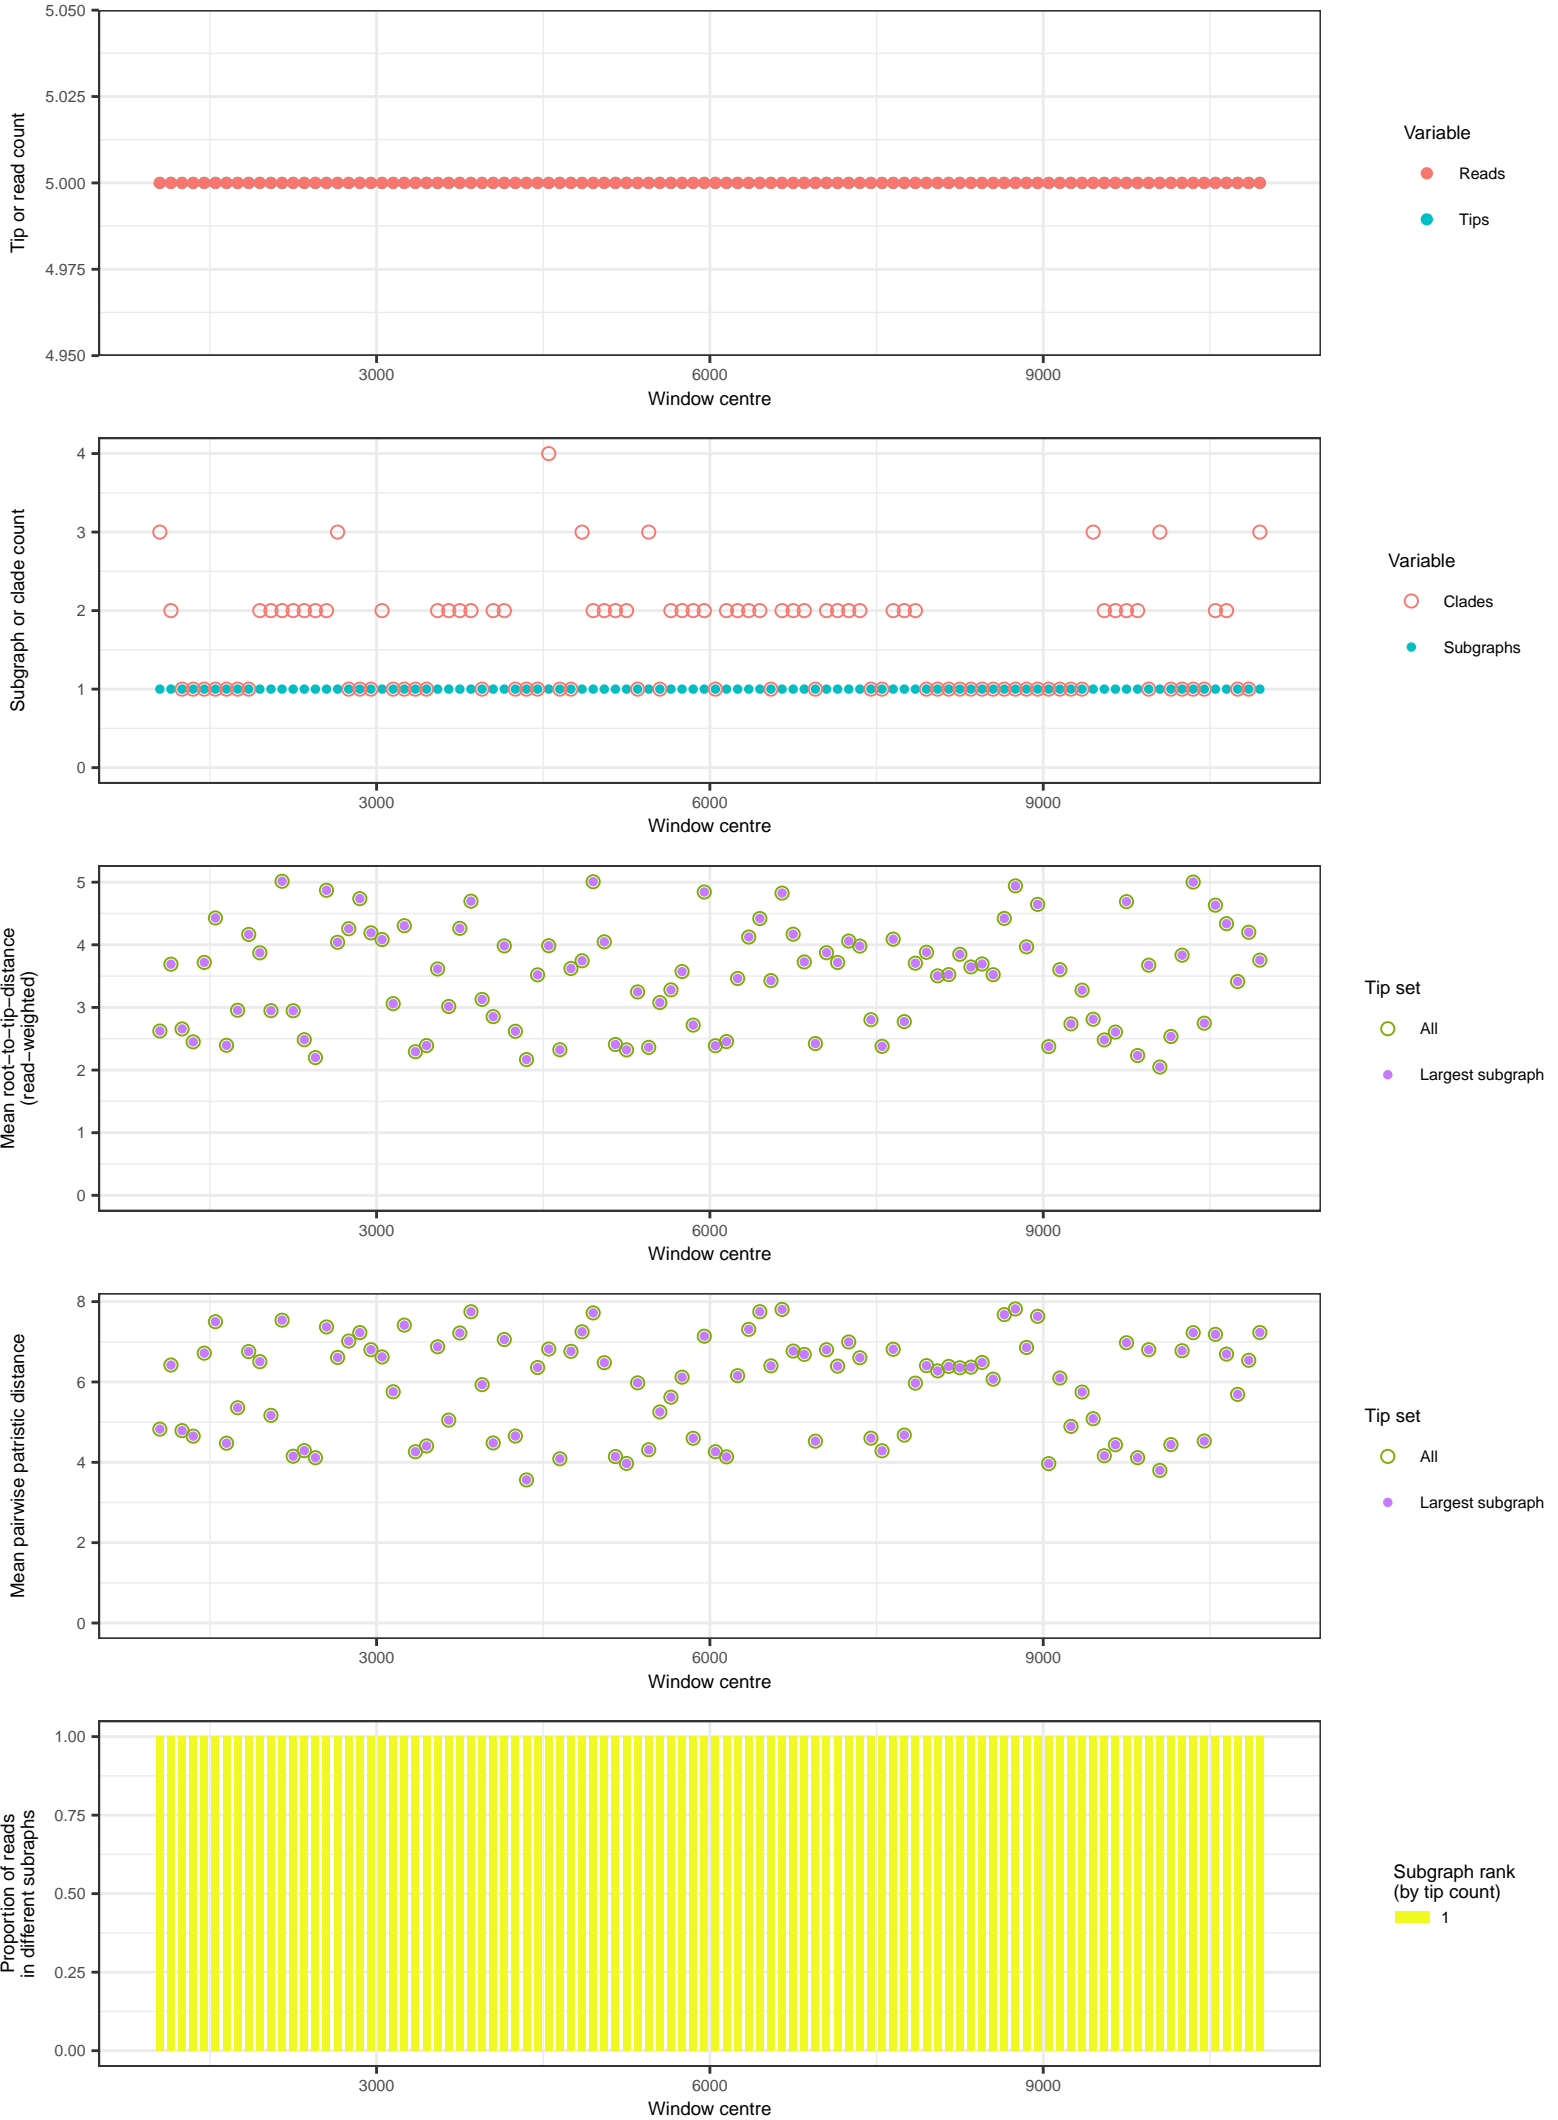 5.050
5.025
5.000
4.975
4.950
Tip or read count
3000 6000 9000
Window centre
Variable
Reads
Tips
4
3
2
1
0
Subgraph or clade count
3000 6000 9000
Window centre
Variable
Clades
Subgraphs
5
4
3
2
1
0
Mean root−to−tip−distance
(read−weighted)
3000 6000 9000
Window centre
Tip set
All
Largest subgraph
8
6
4
2
0
Mean pairwise patristic distance
3000 6000 9000
Window centre
Tip set
All
Largest subgraph
1.00
0.75
0.50
0.25
0.00
Proportion of reads
in different subraphs
3000 6000 9000
Window centre
Subgraph rank
(by tip count)
1